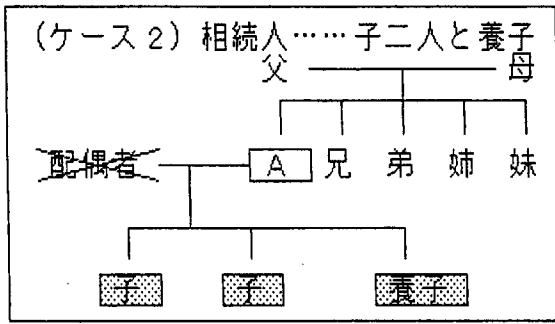 (ケース2) 相続人……子二人と養子
父 母
配偶者 A 兄 弟 姉 妹
子 子 養子